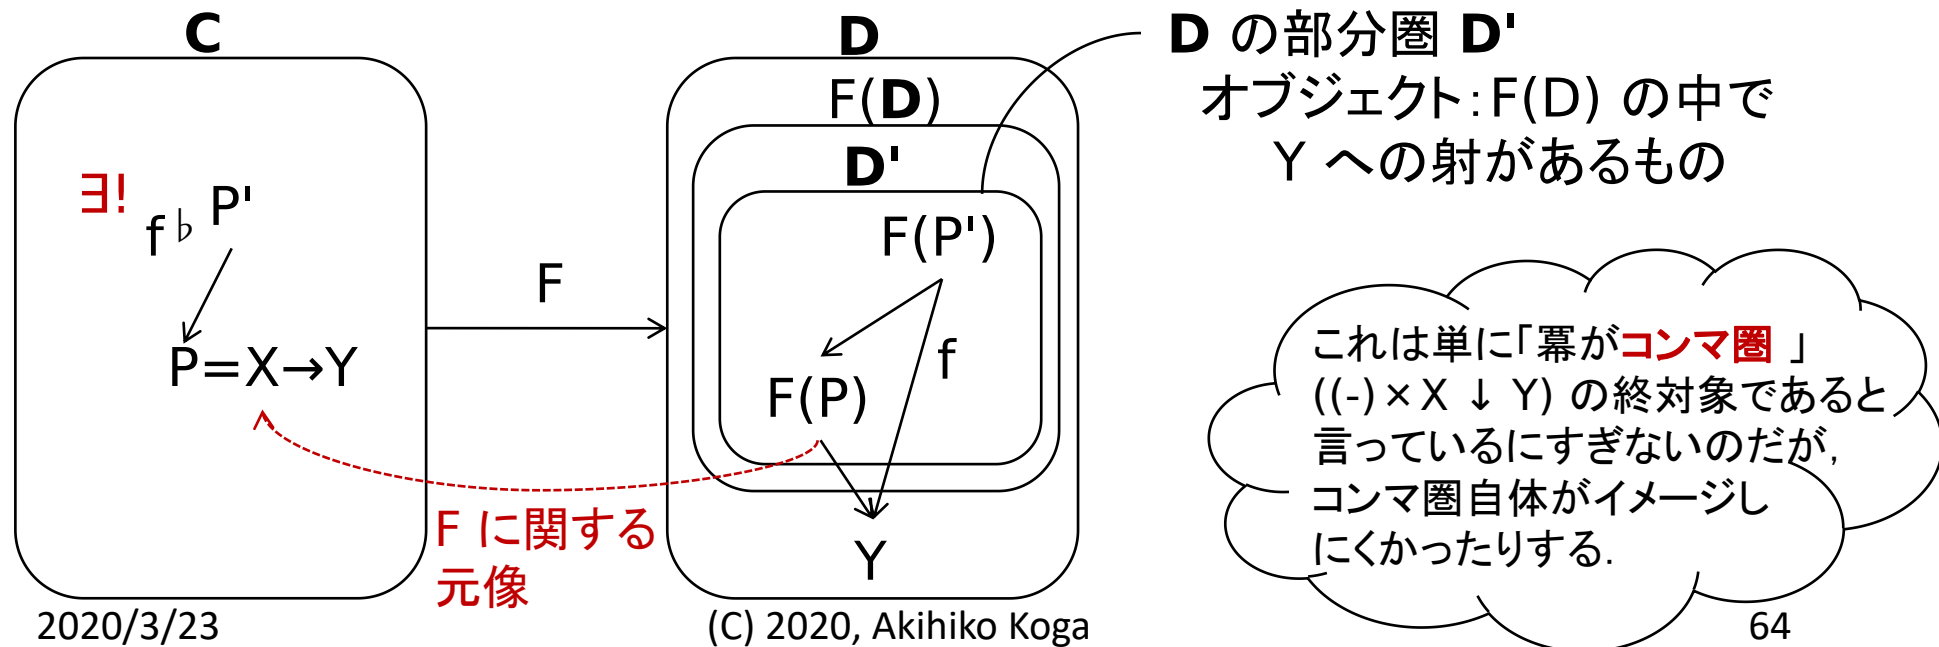 C
∃!
f♭ P'
P=X→Y
F
D
F(D)
D'
F(P')
f
F(P)
Y
F に関する
元像
D の部分圏 D'
オブジェクト：F(D) の中で
Y への射があるもの
これは単に「冪がコンマ圏 」
((-)×X ↓ Y) の終対象であると
言っているにすぎないのだが，
コンマ圏自体がイメージし
にくかったりする．
2020/3/23
(C) 2020, Akihiko Koga
64